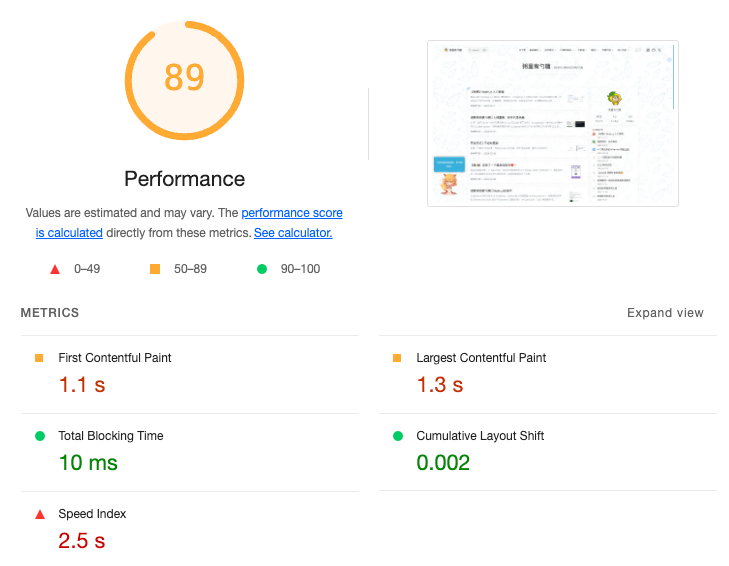 89
Performance
Values are estimated and may vary. The performance score
is calculated directly from these metrics. See calculator.
0–49
50–89
90–100
METRICS
Expand view
First Contentful Paint
1.1 s
Largest Contentful Paint
1.3 s
Total Blocking Time
10 ms
Cumulative Layout Shift
0.002
Speed Index
2.5 s